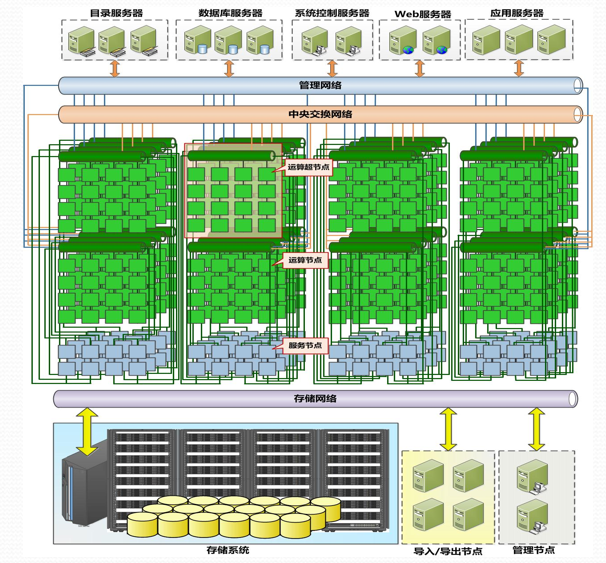 目录服务器
数据库服务器
系统控制服务器
Web服务器
应用服务器
管理网络
中央交换网络
运算超节点
运算节点
服务节点
存储网络
存储系统
导入/导出节点
管理节点